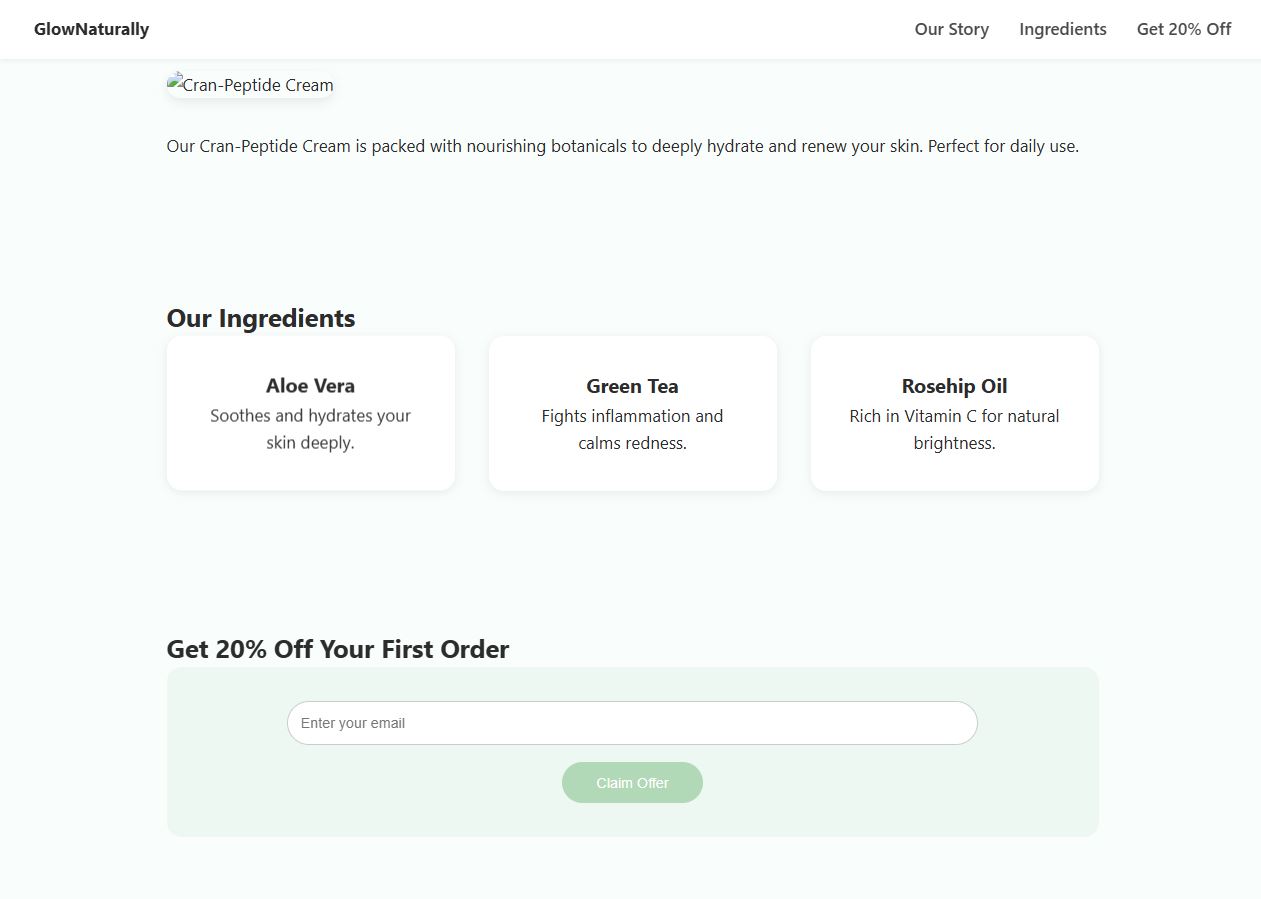 GlowNaturally
Our Story
Ingredients
Get 20% Off
Cran-Peptide Cream
Our Cran-Peptide Cream is packed with nourishing botanicals to deeply hydrate and renew your skin. Perfect for daily use.
Our Ingredients
Aloe Vera
Soothes and hydrates your
skin deeply.
Green Tea
Fights inflammation and
calms redness.
Rosehip Oil
Rich in Vitamin C for natural
brightness.
Get 20% Off Your First Order
Enter your email
Claim Offer